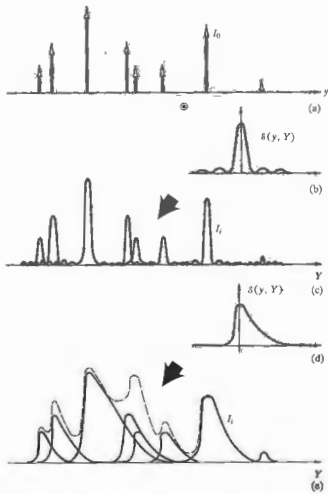 I₀
y
(a)
𝓢(y, Y)
(b)
Iᵢ
Y
(c)
𝓢(y, Y)
(d)
Iᵢ
Y
(e)